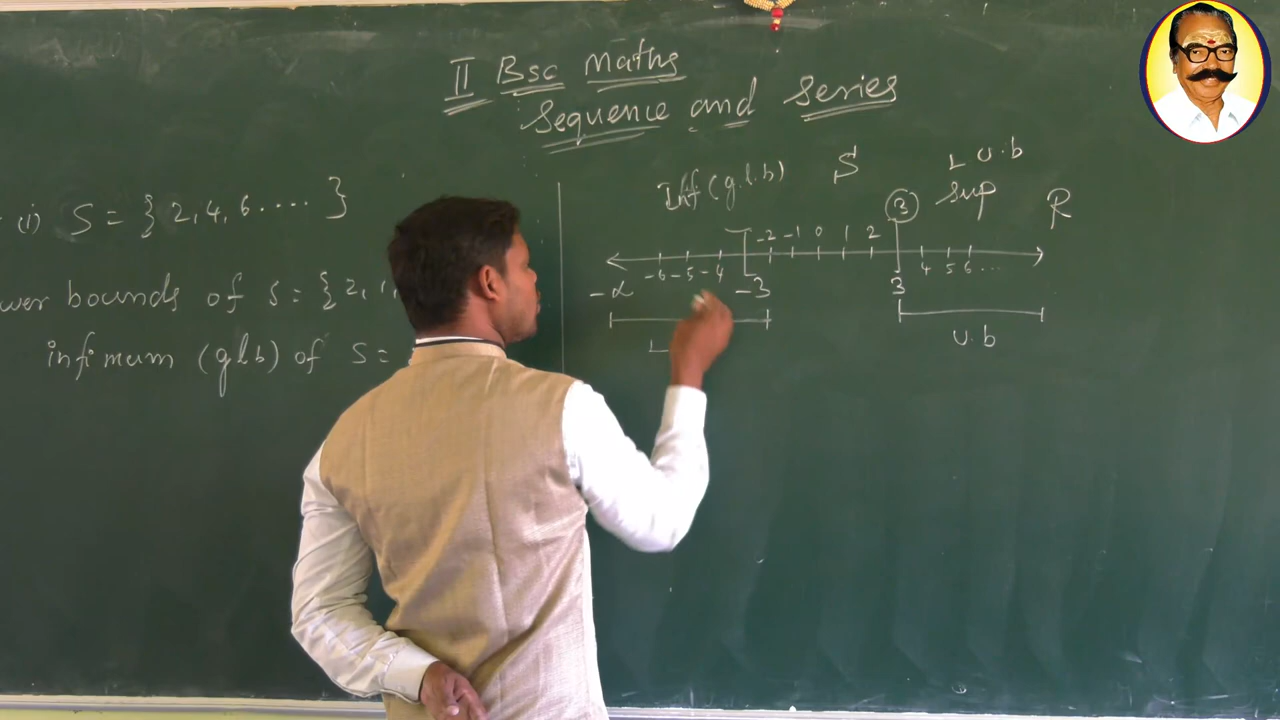 II Bsc Maths
Sequence and Series
(i) S = { 2, 4, 6 .... }
wer bounds of S = { 2,
infimum (glb) of S =
Inf (g.l.b) S L U.b
Sup R
3
-2 -1 0 1 2
-6 -5 -4 -3 3 4 5 6 ...
-α
L u.b